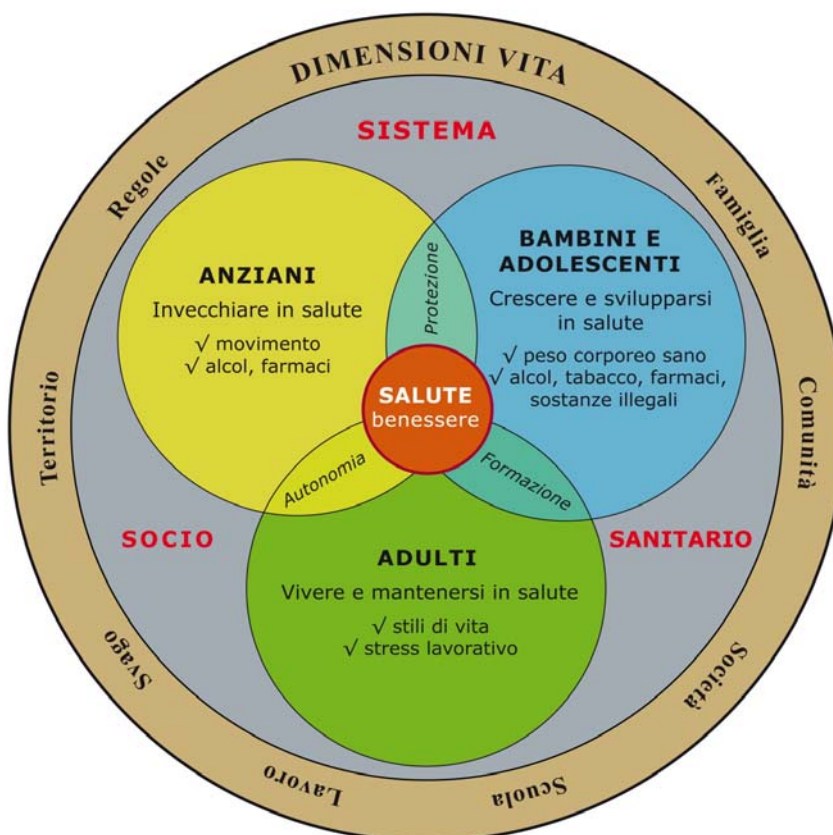 DIMENSIONI VITA
Regole
Famiglia
Territorio
Comunità
Svago
Società
Lavoro
Scuola
SISTEMA
SOCIO
SANITARIO
ANZIANI
Invecchiare in salute
√ movimento
√ alcol, farmaci
Protezione
BAMBINI E
ADOLESCENTI
Crescere e svilupparsi
in salute
√ peso corporeo sano
√ alcol, tabacco, farmaci,
sostanze illegali
SALUTE
benessere
Autonomia
Formazione
ADULTI
Vivere e mantenersi in salute
√ stili di vita
√ stress lavorativo